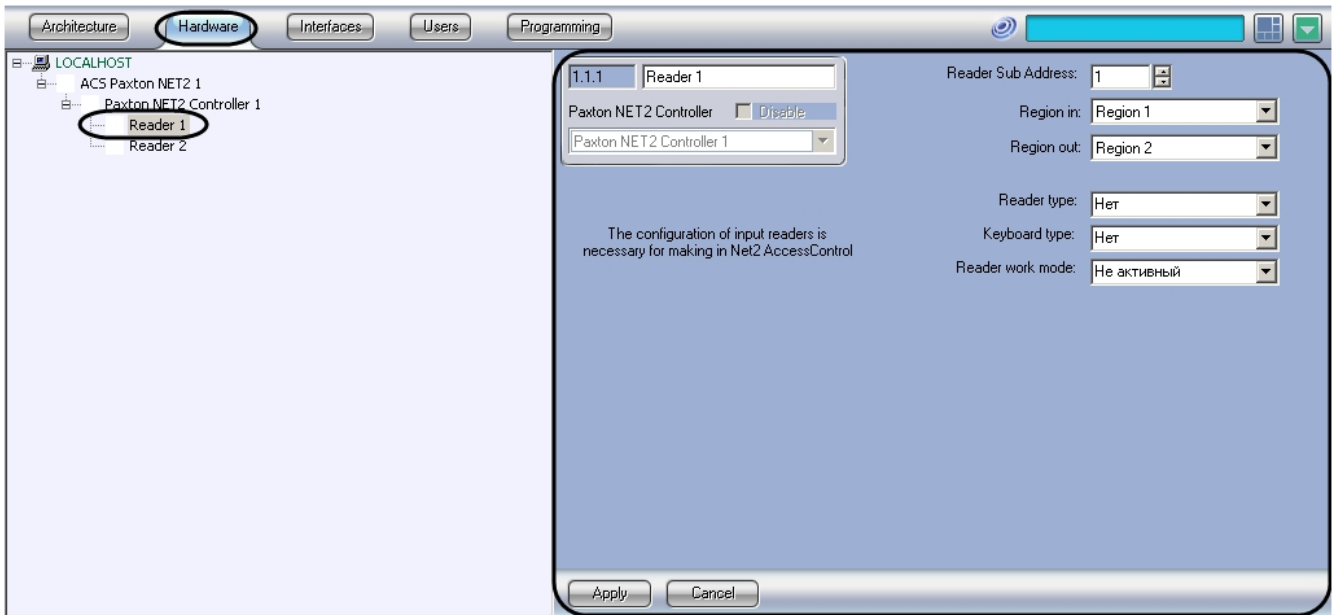 Architecture Hardware Interfaces Users Programming
LOCALHOST
ACS Paxton NET2 1
Paxton NET2 Controller 1
Reader 1
Reader 2
1.1.1 Reader 1
Paxton NET2 Controller Disable
Paxton NET2 Controller 1
The configuration of input readers is
necessary for making in Net2 AccessControl
Reader Sub Address: 1
Region in: Region 1
Region out: Region 2
Reader type: Нет
Keyboard type: Нет
Reader work mode: Не активный
Apply Cancel